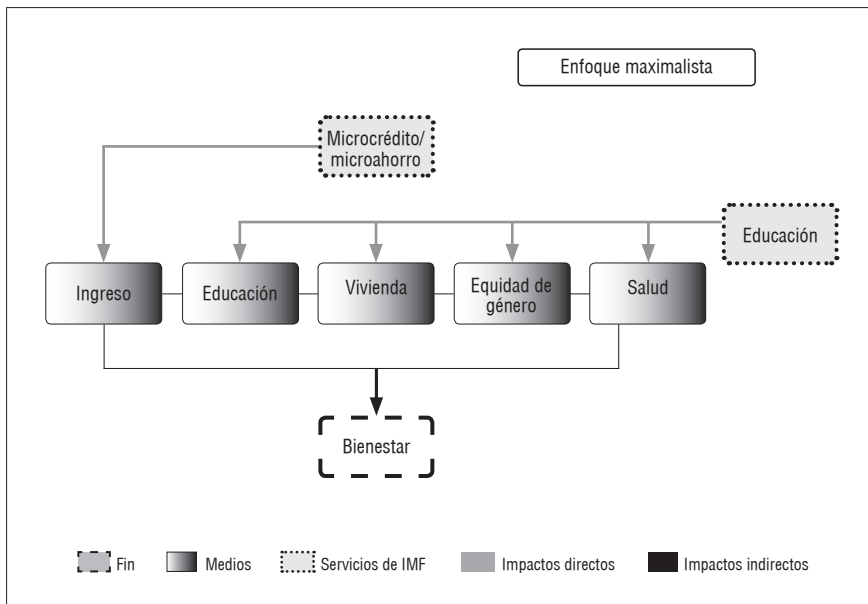 Enfoque maximalista
Microcrédito/
microahorro
Educación
Ingreso
Educación
Vivienda
Equidad de
género
Salud
Bienestar
Fin
Medios
Servicios de IMF
Impactos directos
Impactos indirectos